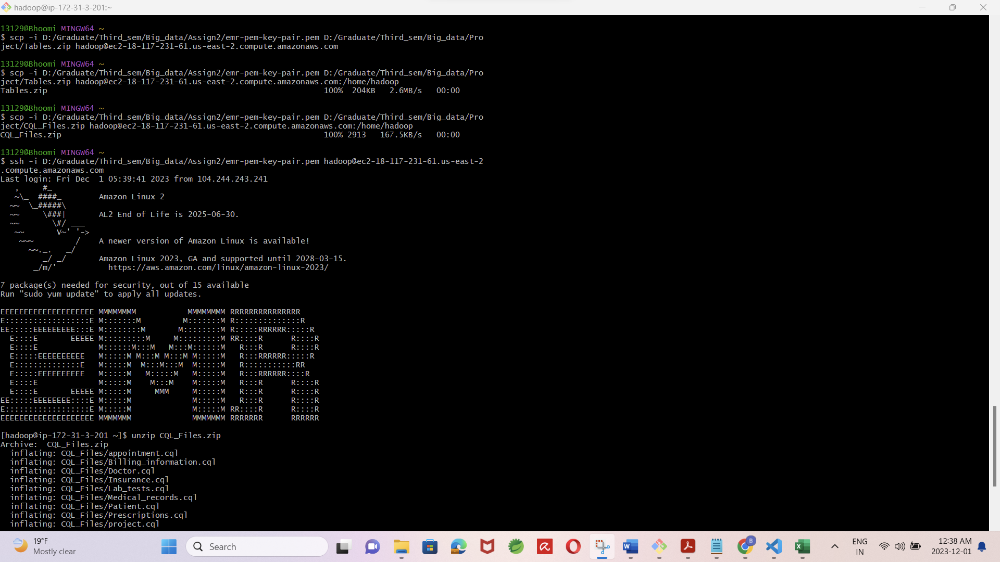 hadoop@ip-172-31-3-201:~
13129@Bhoomi MINGW64 ~
$ scp -i D:/Graduate/Third_sem/Big_data/Assign2/emr-pem-key-pair.pem D:/Graduate/Third_sem/Big_data/Pro
ject/Tables.zip hadoop@ec2-18-117-231-61.us-east-2.compute.amazonaws.com
13129@Bhoomi MINGW64 ~
$ scp -i D:/Graduate/Third_sem/Big_data/Assign2/emr-pem-key-pair.pem D:/Graduate/Third_sem/Big_data/Pro
ject/Tables.zip hadoop@ec2-18-117-231-61.us-east-2.compute.amazonaws.com:/home/hadoop
Tables.zip                                                           100%  204KB   2.6MB/s   00:00
13129@Bhoomi MINGW64 ~
$ scp -i D:/Graduate/Third_sem/Big_data/Assign2/emr-pem-key-pair.pem D:/Graduate/Third_sem/Big_data/Pro
ject/CQL_Files.zip hadoop@ec2-18-117-231-61.us-east-2.compute.amazonaws.com:/home/hadoop
CQL_Files.zip                                                        100% 2913   167.5KB/s   00:00
13129@Bhoomi MINGW64 ~
$ ssh -i D:/Graduate/Third_sem/Big_data/Assign2/emr-pem-key-pair.pem hadoop@ec2-18-117-231-61.us-east-2
.compute.amazonaws.com
Last login: Fri Dec  1 05:39:41 2023 from 104.244.243.241
   ,     #_
   ~\_  ####_        Amazon Linux 2
  ~~  \_#####\
  ~~     \###|       AL2 End of Life is 2025-06-30.
  ~~       \#/ ___
   ~~       V~' '->
    ~~~         /    A newer version of Amazon Linux is available!
      ~~._.   _/
         _/ _/       Amazon Linux 2023, GA and supported until 2028-03-15.
       _/m/'           https://aws.amazon.com/linux/amazon-linux-2023/
7 package(s) needed for security, out of 15 available
Run "sudo yum update" to apply all updates.
EEEEEEEEEEEEEEEEEEEE MMMMMMMM           MMMMMMMM RRRRRRRRRRRRRRR
E::::::::::::::::::E M:::::::M         M:::::::M R::::::::::::::R
EE:::::EEEEEEEEE:::E M::::::::M       M::::::::M R:::::RRRRRR:::::R
  E::::E       EEEEE M:::::::::M     M:::::::::M RR::::R      R::::R
  E::::E             M::::::M:::M   M:::M::::::M   R:::R      R::::R
  E:::::EEEEEEEEEE   M:::::M M:::M M:::M M:::::M   R:::RRRRRR:::::R
  E::::::::::::::E   M:::::M  M:::M:::M  M:::::M   R:::::::::::RR
  E:::::EEEEEEEEEE   M:::::M   M:::::M   M:::::M   R:::RRRRRR::::R
  E::::E             M:::::M    M:::M    M:::::M   R:::R      R::::R
  E::::E       EEEEE M:::::M     MMM     M:::::M   R:::R      R::::R
EE:::::EEEEEEEE::::E M:::::M             M:::::M   R:::R      R::::R
E::::::::::::::::::E M:::::M             M:::::M RR::::R      R::::R
EEEEEEEEEEEEEEEEEEEE MMMMMMM             MMMMMMM RRRRRRR      RRRRRR
[hadoop@ip-172-31-3-201 ~]$ unzip CQL_Files.zip
Archive:  CQL_Files.zip
  inflating: CQL_Files/appointment.cql
  inflating: CQL_Files/Billing_information.cql
  inflating: CQL_Files/Doctor.cql
  inflating: CQL_Files/Insurance.cql
  inflating: CQL_Files/Lab_tests.cql
  inflating: CQL_Files/Medical_records.cql
  inflating: CQL_Files/Patient.cql
  inflating: CQL_Files/Prescriptions.cql
  inflating: CQL_Files/project.cql
19°F
Mostly clear
Search
B
ENG
IN
12:38 AM
2023-12-01